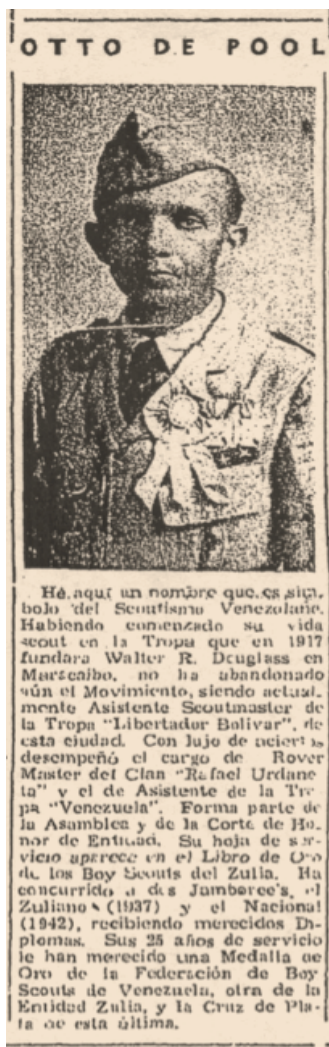 OTTO DE POOL
Hé aquí un nombre que es sím.
bolo del Scoutismo Venezolano.
Habiendo comenzado su vida
scout en la Tropa que en 1917
fundara Walter R. Douglass en
Maracaibo, no ha abandonado
aún el Movimiento, siendo actual.
mente Asistente Scoutmaster de
la Tropa "Libertador Bolívar", de
esta ciudad. Con lujo de acierto
desempeñó el cargo de Rover
Master del Clan "Rafael Urdane
ta" y el de Asistente de la Tro
pa "Venezuela". Forma parte de
la Asamblea y de la Corte de Ho.
nor de Entidad. Su hoja de ser-
vicio aparece en el Libro de Oro
de los Boy Scouts del Zulia. Ha
concurrido a dos Jamboree's, el
Zuliano (1937) y el Nacional
(1942), recibiendo merecidos Di-
plomas. Sus 25 años de servicio
le han merecido una Medalla de
Oro de la Federación de Boy
Scouts de Venezuela, otra de la
Entidad Zulia, y la Cruz de Pla-
ta de esta última.